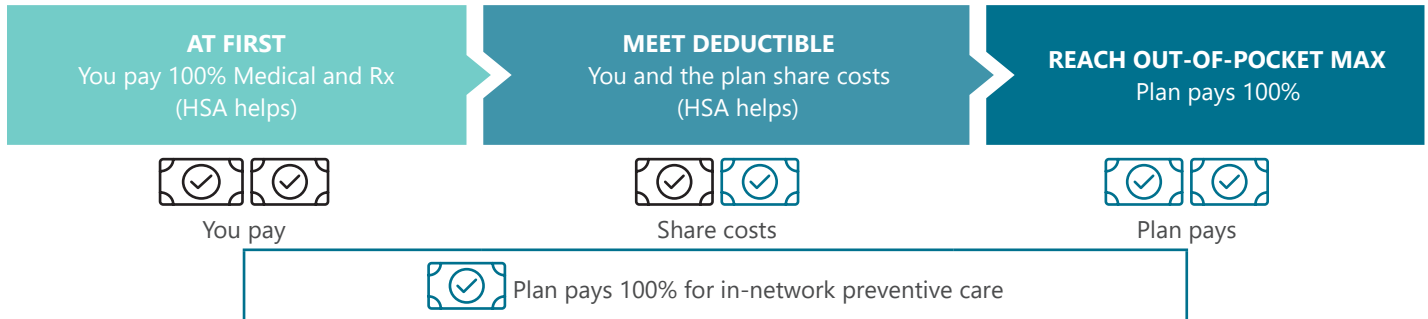 AT FIRST
You pay 100% Medical and Rx
(HSA helps)
MEET DEDUCTIBLE
You and the plan share costs
(HSA helps)
REACH OUT-OF-POCKET MAX
Plan pays 100%
You pay
Share costs
Plan pays
Plan pays 100% for in-network preventive care